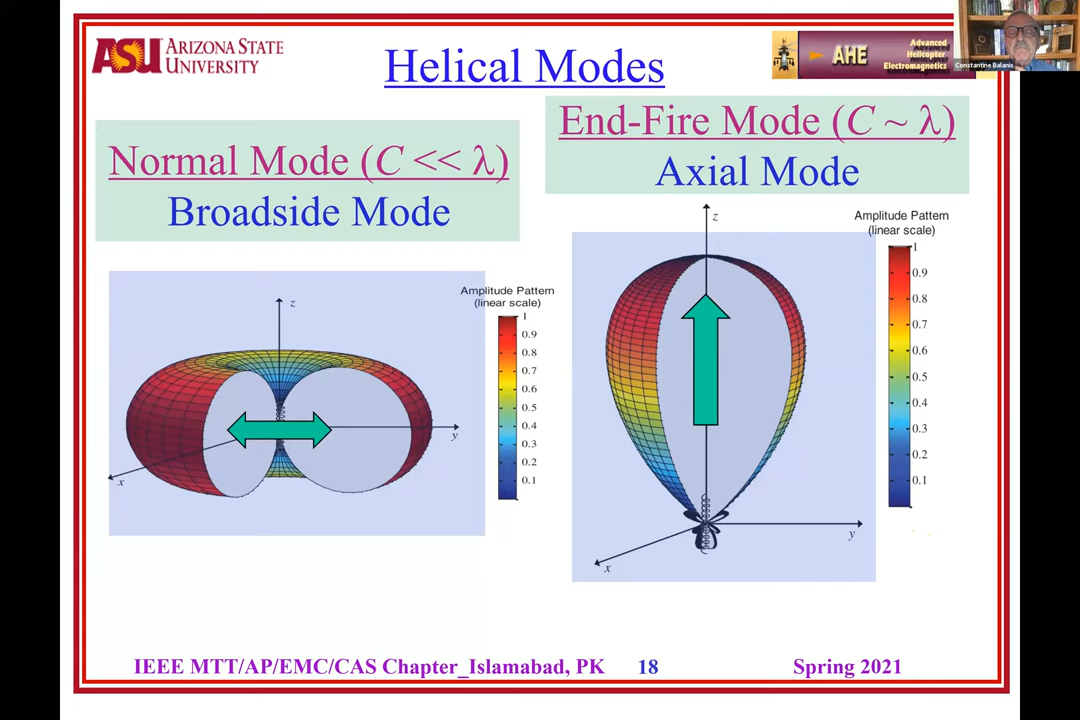 ASU ARIZONA STATE
UNIVERSITY
Helical Modes
AHE
Advanced
Helicopter
Electromagnetics
Constantine Balanis
Normal Mode (C << λ)
Broadside Mode
End-Fire Mode (C ~ λ)
Axial Mode
Amplitude Pattern
(linear scale)
z
y
x
1
0.9
0.8
0.7
0.6
0.5
0.4
0.3
0.2
0.1
Amplitude Pattern
(linear scale)
z
y
x
1
0.9
0.8
0.7
0.6
0.5
0.4
0.3
0.2
0.1
IEEE MTT/AP/EMC/CAS Chapter_Islamabad, PK 18 Spring 2021